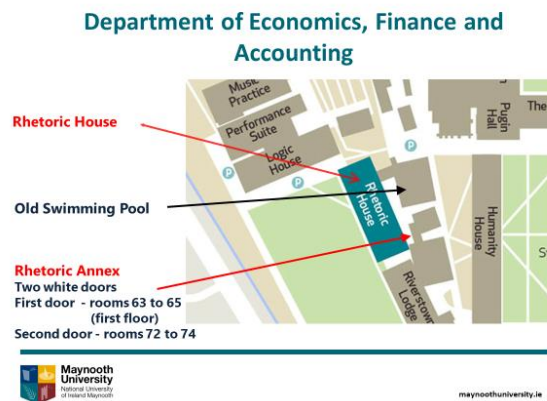 Department of Economics, Finance and
Accounting
Music
Practice
Performance
Suite
Logic
House
Rhetoric House
Old Swimming Pool
Rhetoric
House
Pugin
Hall
The
Humanity
House
Riverstown
Lodge
Rhetoric Annex
Two white doors
First door - rooms 63 to 65
(first floor)
Second door - rooms 72 to 74
P
P
P
Maynooth
University
National University
of Ireland Maynooth
maynoothuniversity.ie